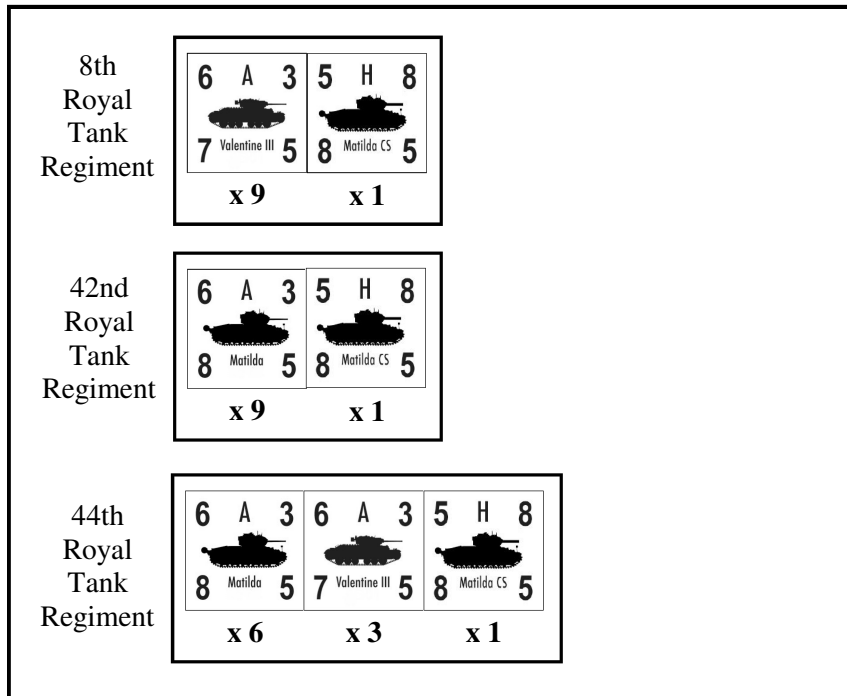 8th
Royal
Tank
Regiment
6 A 3 5 H 8
7 Valentine III 5 8 Matilda CS 5
x 9 x 1
42nd
Royal
Tank
Regiment
6 A 3 5 H 8
8 Matilda 5 8 Matilda CS 5
x 9 x 1
44th
Royal
Tank
Regiment
6 A 3 6 A 3 5 H 8
8 Matilda 5 7 Valentine III 5 8 Matilda CS 5
x 6 x 3 x 1